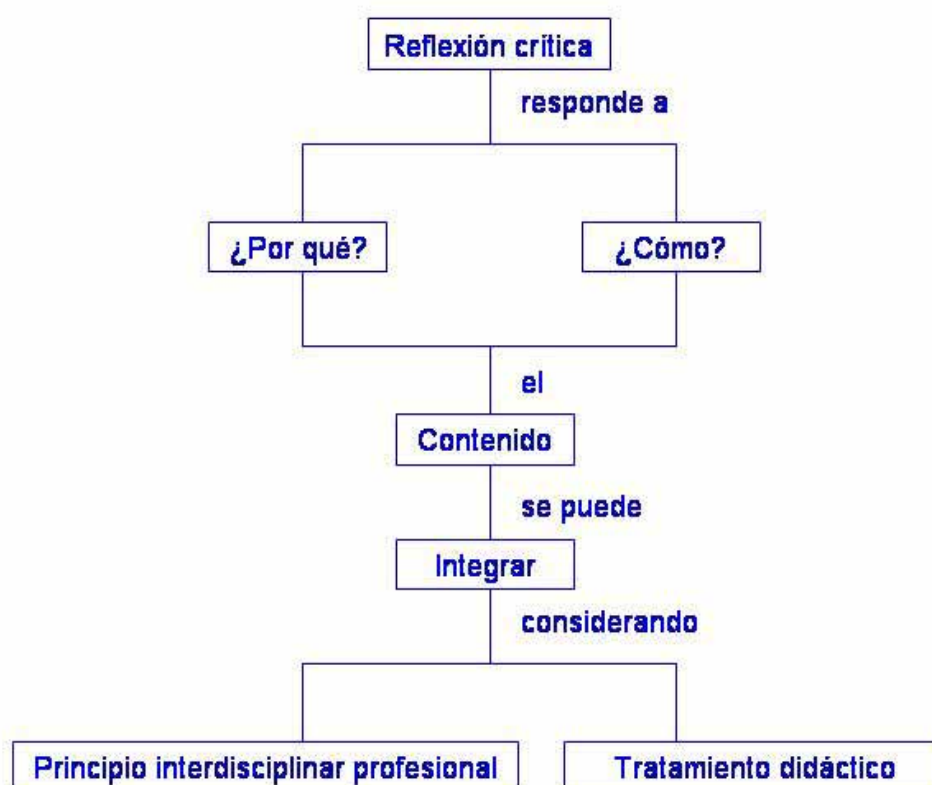 Reflexión crítica
responde a
¿Por qué?
¿Cómo?
el
Contenido
se puede
Integrar
considerando
Principio interdisciplinar profesional
Tratamiento didáctico